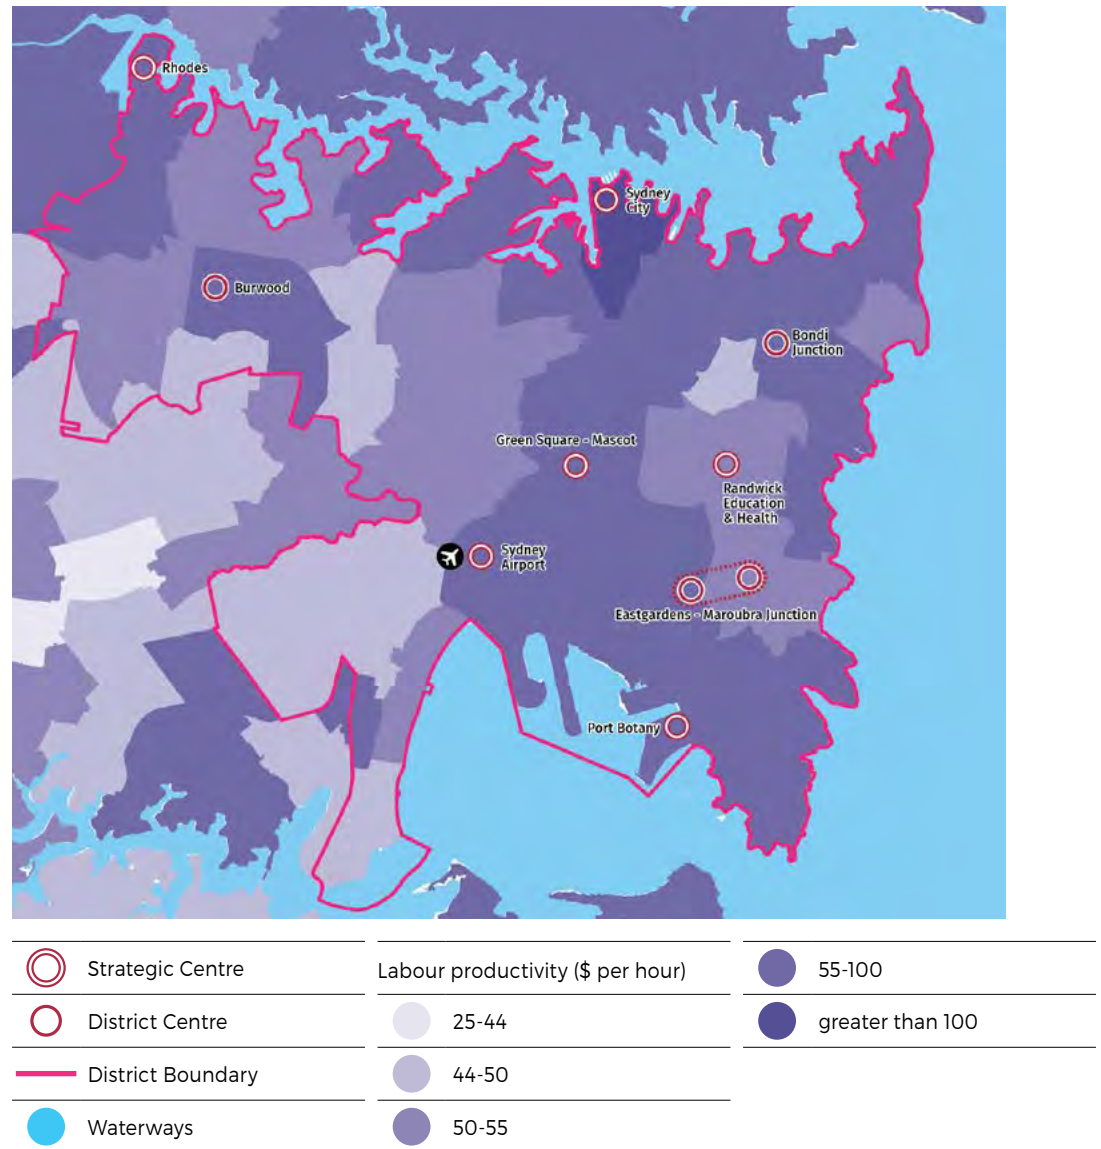 Rhodes
Sydney
City
Burwood
Bondi
Junction
Green Square - Mascot
Randwick
Education
& Health
Sydney
Airport
Eastgardens - Maroubra Junction
Port Botany
Strategic Centre
District Centre
District Boundary
Waterways
Labour productivity ($ per hour)
25-44
44-50
50-55
55-100
greater than 100